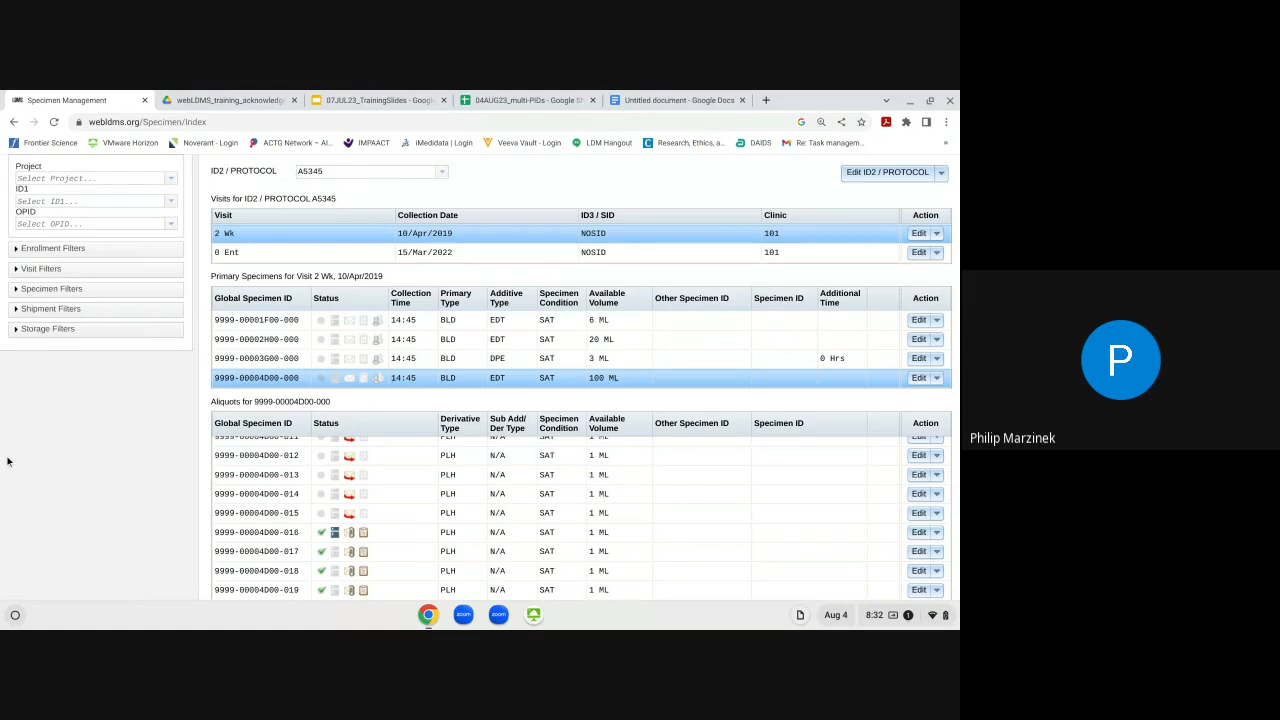 Specimen Management
webLDMS_training_acknowledg
07JUL23_TrainingSlides - Google
04AUG23_multi-PIDs - Google Sh
Untitled document - Google Docs
webldms.org/Specimen/Index
Frontier Science VMware Horizon Noverant · Login ACTG Network – Al... IMPAACT iMedidata | Login Veeva Vault · Login LDM Hangout Research, Ethics, a... DAIDS Re: Task managem... »
Project
Select Project...
ID1
Select ID1...
OPID
Select OPID...
Enrollment Filters
Visit Filters
Specimen Filters
Shipment Filters
Storage Filters
ID2 / PROTOCOL A5345 Edit ID2 / PROTOCOL
Visits for ID2 / PROTOCOL A5345
Visit Collection Date ID3 / SID Clinic Action
2 Wk 10/Apr/2019 NOSID 101 Edit
0 Ent 15/Mar/2022 NOSID 101 Edit
Primary Specimens for Visit 2 Wk, 10/Apr/2019
Global Specimen ID Status Collection Time Primary Type Additive Type Specimen Condition Available Volume Other Specimen ID Specimen ID Additional Time Action
9999-00001F00-000 14:45 BLD EDT SAT 6 ML Edit
9999-00002H00-000 14:45 BLD EDT SAT 20 ML Edit
9999-00003G00-000 14:45 BLD DPE SAT 3 ML 0 Hrs Edit
9999-00004D00-000 14:45 BLD EDT SAT 100 ML Edit
Aliquots for 9999-00004D00-000
Global Specimen ID Status Derivative Type Sub Add/ Der Type Specimen Condition Available Volume Other Specimen ID Specimen ID Action
9999-00004D00-011 PLH N/A SAT 1 ML Edit
9999-00004D00-012 PLH N/A SAT 1 ML Edit
9999-00004D00-013 PLH N/A SAT 1 ML Edit
9999-00004D00-014 PLH N/A SAT 1 ML Edit
9999-00004D00-015 PLH N/A SAT 1 ML Edit
9999-00004D00-016 PLH N/A SAT 1 ML Edit
9999-00004D00-017 PLH N/A SAT 1 ML Edit
9999-00004D00-018 PLH N/A SAT 1 ML Edit
9999-00004D00-019 PLH N/A SAT 1 ML Edit
zoom zoom Aug 4 8:32 1
P
Philip Marzinek